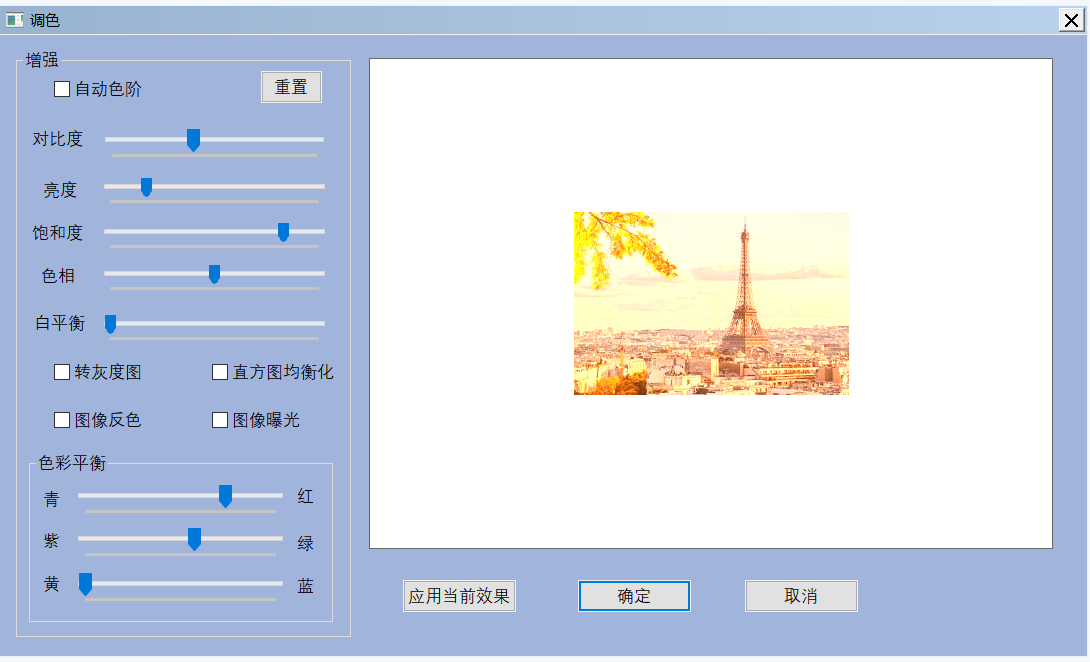 调色
增强
自动色阶
重置
对比度
亮度
饱和度
色相
白平衡
转灰度图
直方图均衡化
图像反色
图像曝光
色彩平衡
青
红
紫
绿
黄
蓝
应用当前效果
确定
取消